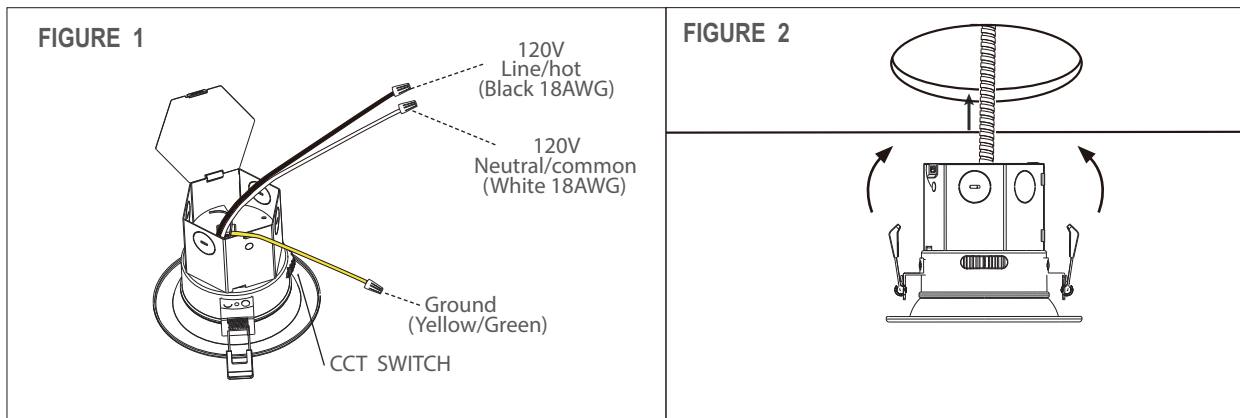 FIGURE 1
120V
Line/hot
(Black 18AWG)
120V
Neutral/common
(White 18AWG)
Ground
(Yellow/Green)
CCT SWITCH
FIGURE 2